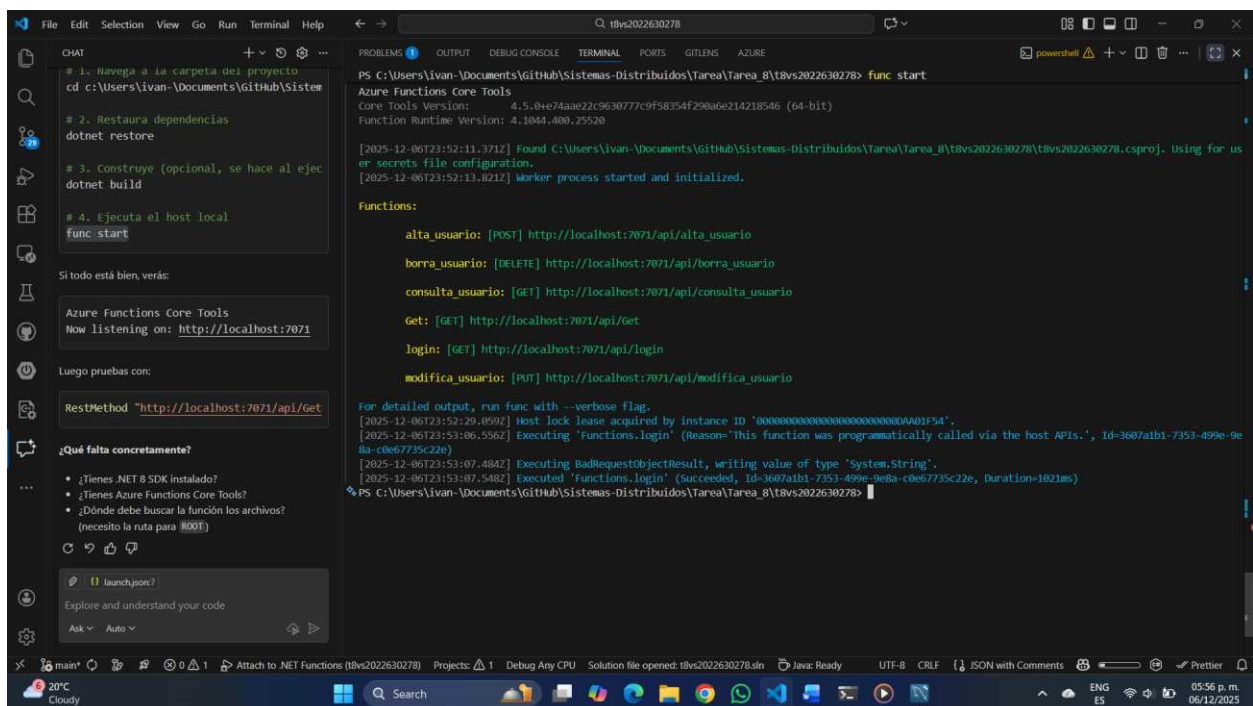 File Edit Selection View Go Run Terminal Help
t8vs2022630278
CHAT
# 1. Navega a la carpeta del proyecto
cd c:\Users\ivan-\Documents\GitHub\Sistem
# 2. Restaura dependencias
dotnet restore
# 3. Construye (opcional, se hace al ejec
dotnet build
# 4. Ejecuta el host local
func start
Si todo está bien, verás:
Azure Functions Core Tools
Now listening on: http://localhost:7071
Luego pruebas con:
RestMethod "http://localhost:7071/api/Get
¿Qué falta concretamente?
• ¿Tienes .NET 8 SDK instalado?
• ¿Tienes Azure Functions Core Tools?
• ¿Dónde debe buscar la función los archivos?
(necesito la ruta para ROOT)
launch.json:7
Explore and understand your code
Ask Auto
PROBLEMS 1 OUTPUT DEBUG CONSOLE TERMINAL PORTS GITLENS AZURE
powershell
PS C:\Users\ivan-\Documents\GitHub\Sistemas-Distribuidos\Tarea\Tarea_8\t8vs2022630278> func start
Azure Functions Core Tools
Core Tools Version: 4.5.0+e74aae22c9630777c9f58354f290a6e214218546 (64-bit)
Function Runtime Version: 4.1044.400.25520
[2025-12-06T23:52:11.371Z] Found C:\Users\ivan-\Documents\GitHub\Sistemas-Distribuidos\Tarea\Tarea_8\t8vs2022630278\t8vs2022630278.csproj. Using for us
er secrets file configuration.
[2025-12-06T23:52:13.821Z] Worker process started and initialized.
Functions:
alta_usuario: [POST] http://localhost:7071/api/alta_usuario
borra_usuario: [DELETE] http://localhost:7071/api/borra_usuario
consulta_usuario: [GET] http://localhost:7071/api/consulta_usuario
Get: [GET] http://localhost:7071/api/Get
login: [GET] http://localhost:7071/api/login
modifica_usuario: [PUT] http://localhost:7071/api/modifica_usuario
For detailed output, run func with --verbose flag.
[2025-12-06T23:52:29.059Z] Host lock lease acquired by instance ID '000000000000000000000000DAA01F54'.
[2025-12-06T23:53:06.556Z] Executing 'Functions.login' (Reason='This function was programmatically called via the host APIs.', Id=3607a1b1-7353-499e-9e
8a-c0e67735c22e)
[2025-12-06T23:53:07.484Z] Executing BadRequestObjectResult, writing value of type 'System.String'.
[2025-12-06T23:53:07.548Z] Executed 'Functions.login' (Succeeded, Id=3607a1b1-7353-499e-9e8a-c0e67735c22e, Duration=1021ms)
PS C:\Users\ivan-\Documents\GitHub\Sistemas-Distribuidos\Tarea\Tarea_8\t8vs2022630278>
29
main* 0 1 Attach to .NET Functions (t8vs2022630278) Projects: 1 Debug Any CPU Solution file opened: t8vs2022630278.sln Java: Ready UTF-8 CRLF JSON with Comments Prettier
6
20°C
Cloudy
Search
ENG
ES
05:56 p. m.
06/12/2025